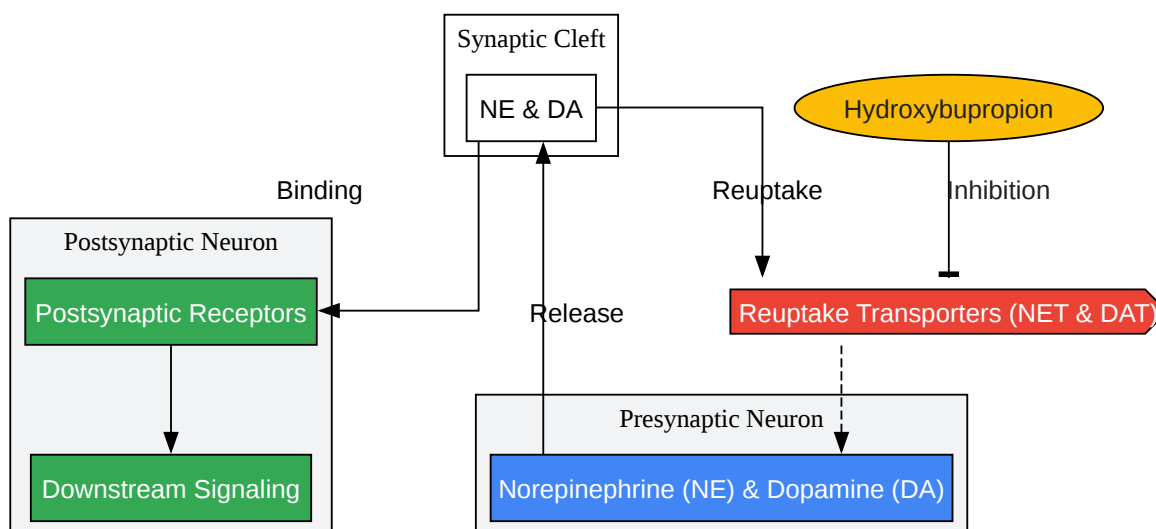 Synaptic Cleft
NE & DA
Hydroxybupropion
Binding
Reuptake
Inhibition
Postsynaptic Neuron
Postsynaptic Receptors
Release
Reuptake Transporters (NET & DAT)
Presynaptic Neuron
Downstream Signaling
Norepinephrine (NE) & Dopamine (DA)